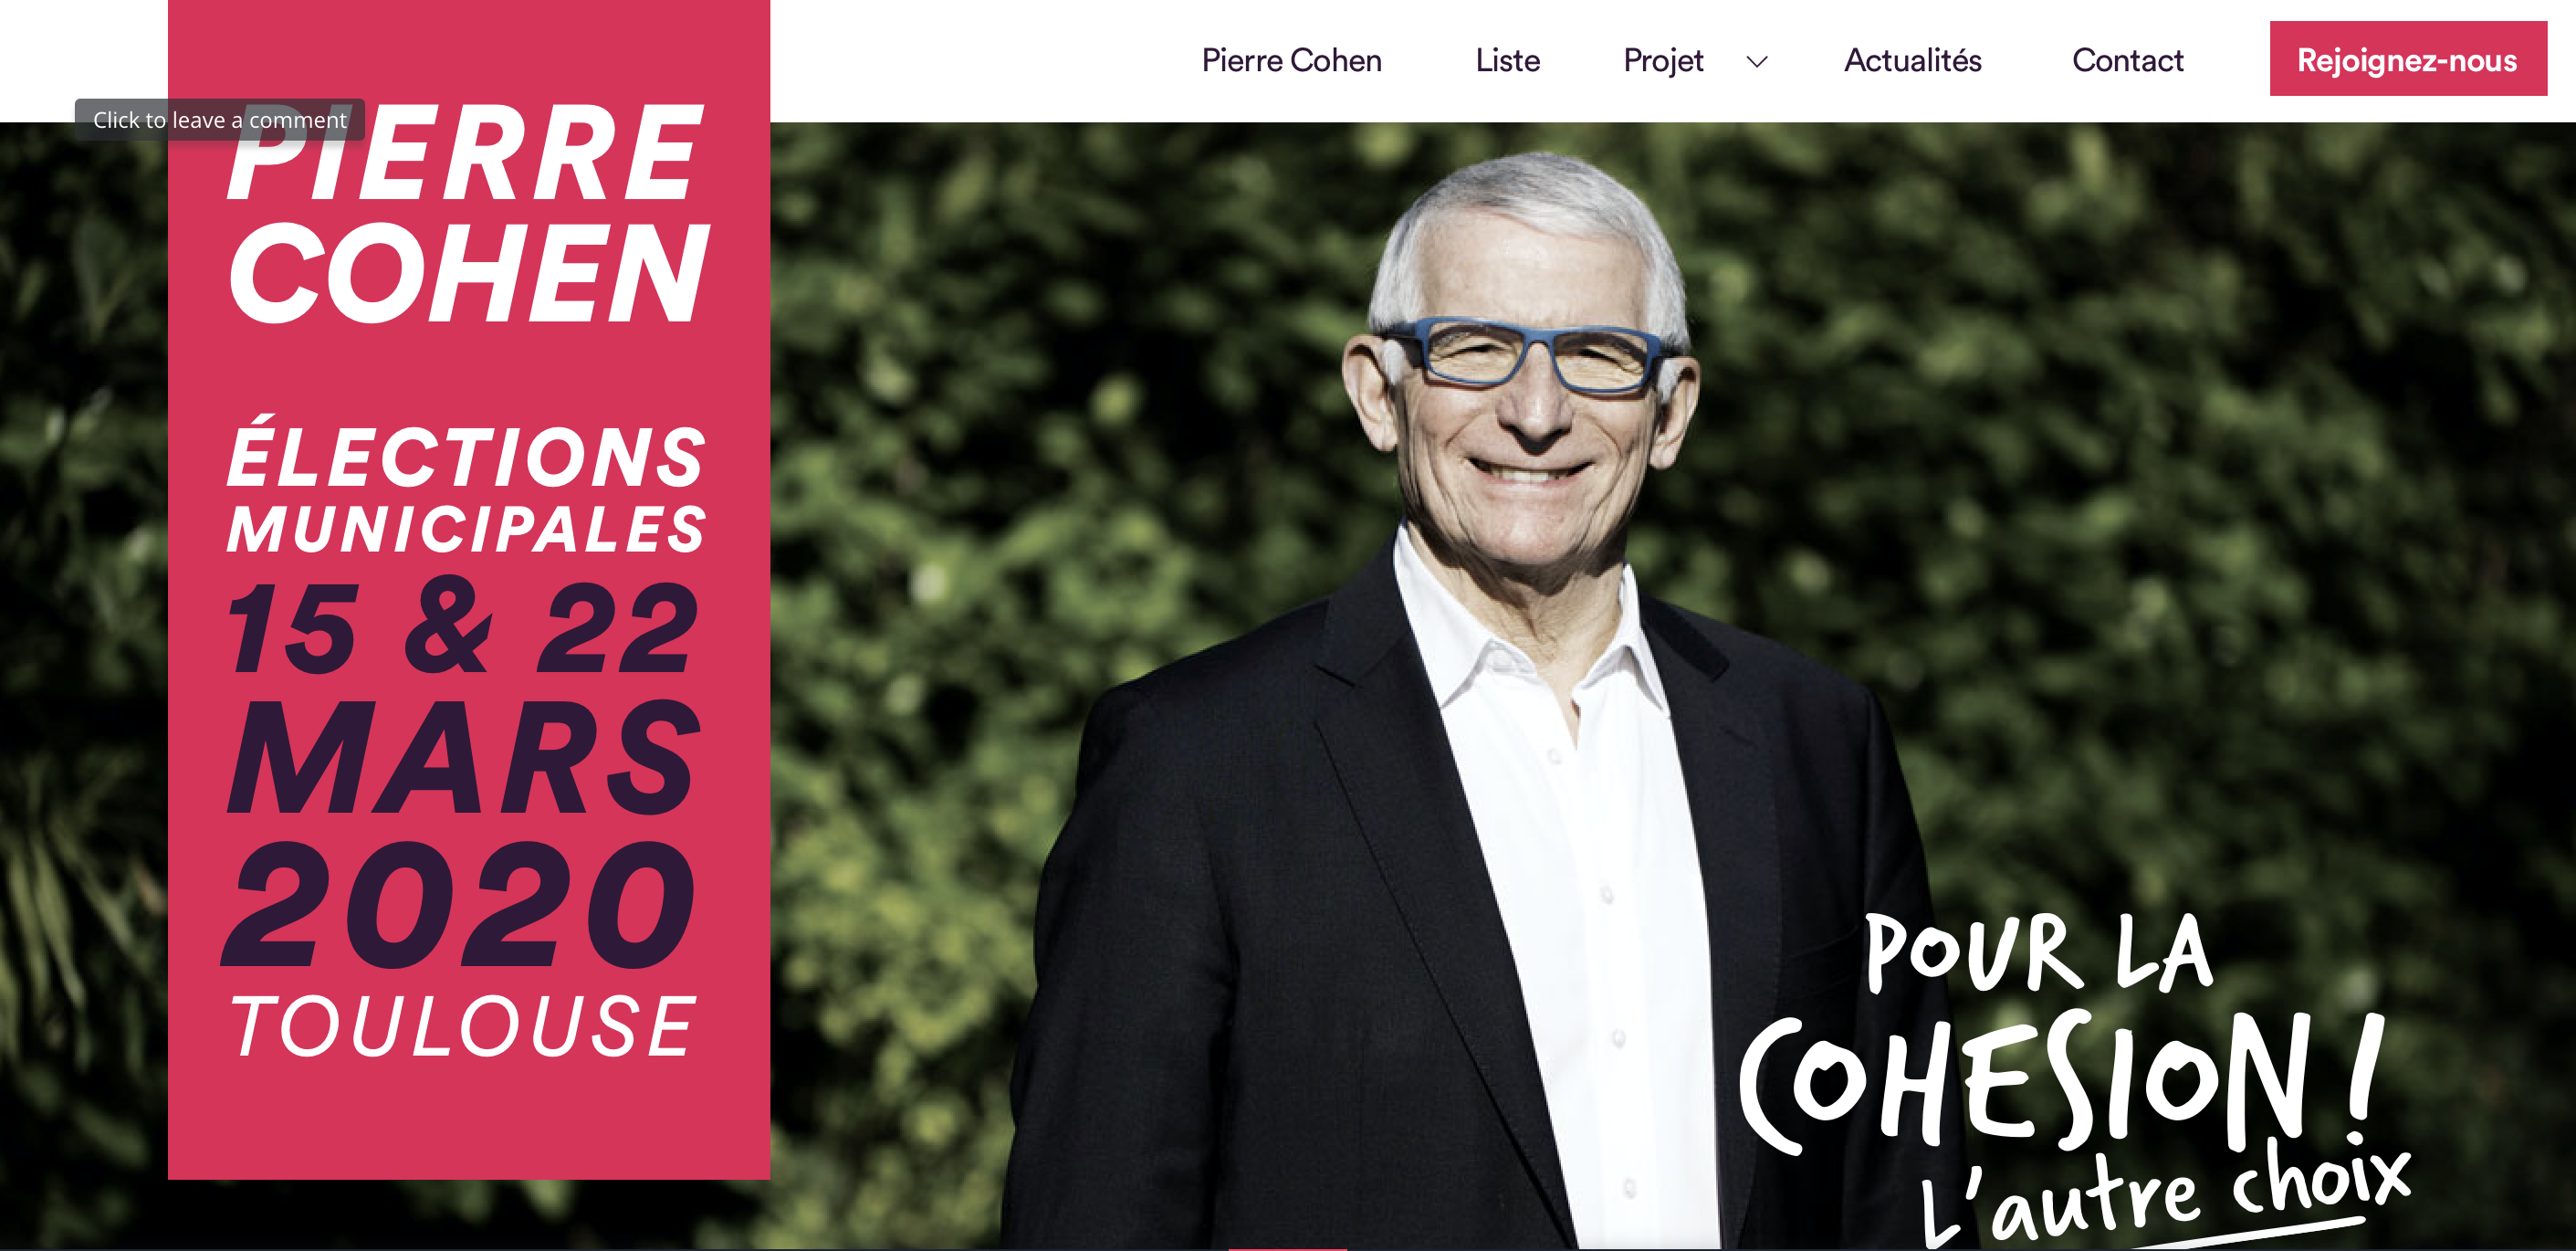 Pierre Cohen
Liste
Projet
Actualités
Contact
Rejoignez-nous
Click to leave a comment
PIERRE
COHEN
ÉLECTIONS
MUNICIPALES
15 & 22
MARS
2020
TOULOUSE
POUR LA
COHESION !
L'autre choix